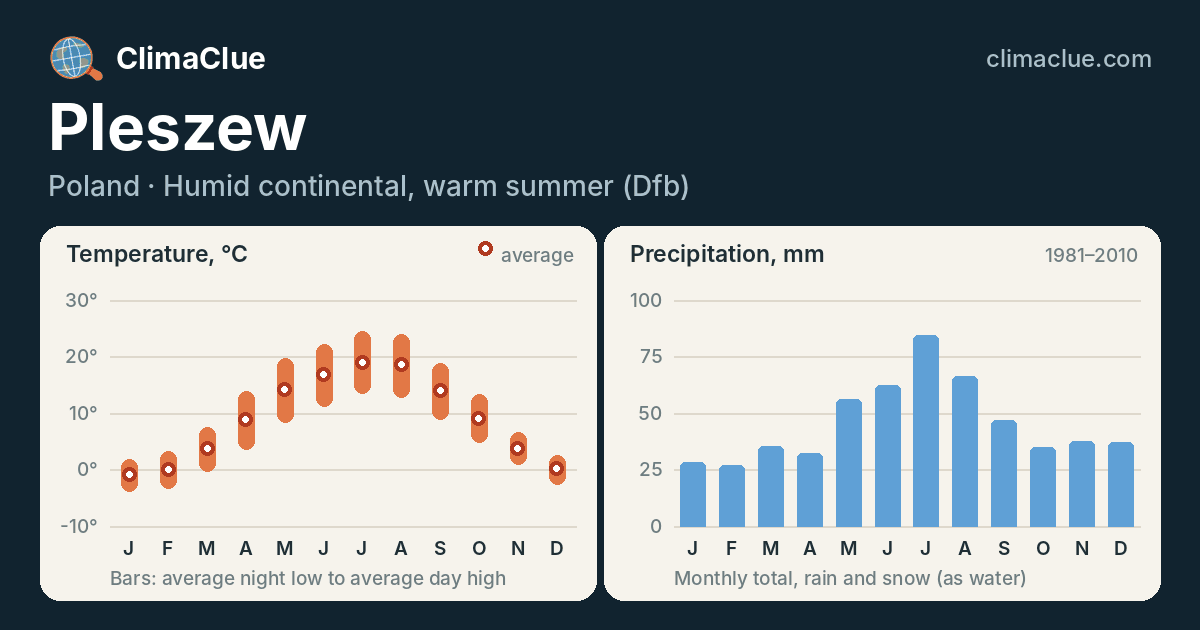 ClimaClue
climaclue.com
Pleszew
Poland · Humid continental, warm summer (Dfb)
Temperature, °C
average
30°
20°
10°
0°
-10°
J F M A M J J A S O N D
Bars: average night low to average day high
Precipitation, mm
1981–2010
100
75
50
25
0
J F M A M J J A S O N D
Monthly total, rain and snow (as water)